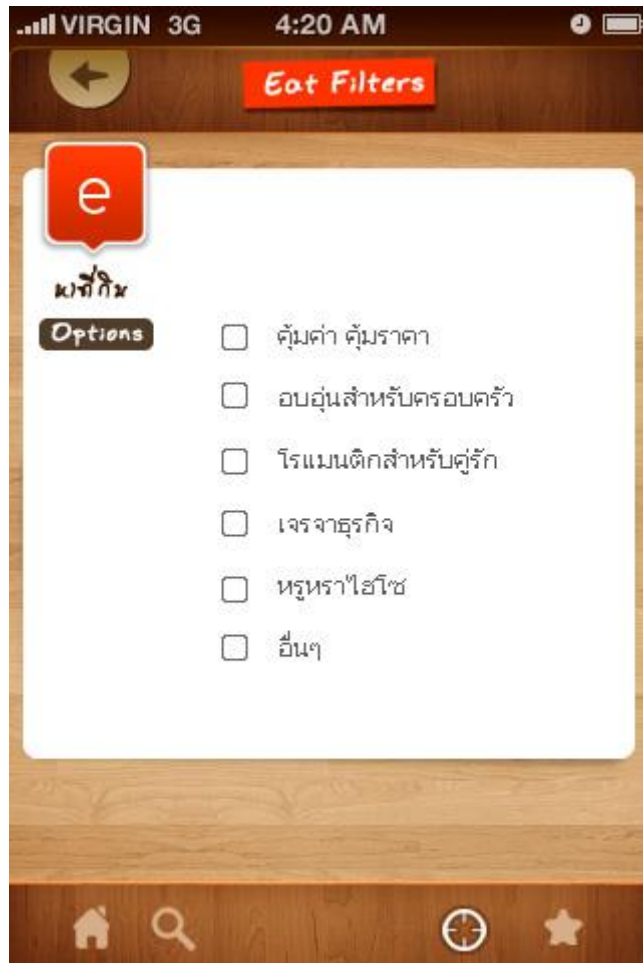 VIRGIN 3G 4:20 AM
Eat Filters
e
หาที่กิน
Options
คุ้มค่า คุ้มราคา
อบอุ่นสำหรับครอบครัว
โรแมนติกสำหรับคู่รัก
เจรจาธุรกิจ
หรูหราไฮโซ
อื่นๆ